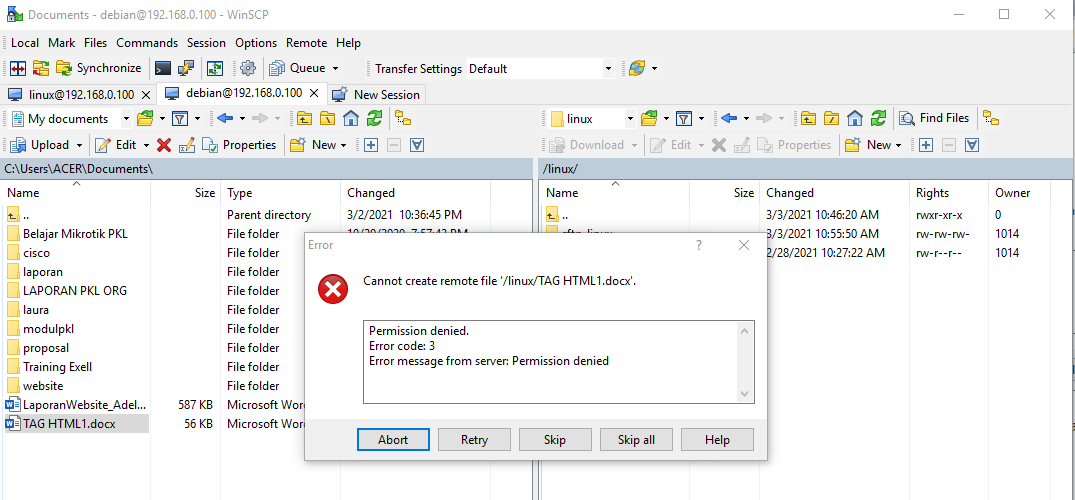 Documents - debian@192.168.0.100 - WinSCP
Local Mark Files Commands Session Options Remote Help
Synchronize Queue Transfer Settings Default
linux@192.168.0.100 debian@192.168.0.100 New Session
My documents linux Find Files
Upload Edit Properties New Download Edit Properties New
C:\Users\ACER\Documents\ /linux/
Name Size Type Changed Name Size Changed Rights Owner
.. Parent directory 3/2/2021 10:36:45 PM .. 3/3/2021 10:46:20 AM rwxr-xr-x 0
Belajar Mikrotik PKL File folder 3/3/2021 10:55:50 AM rw-rw-rw- 1014
cisco File folder 2/28/2021 10:27:22 AM rw-r--r-- 1014
laporan File folder
LAPORAN PKL ORG File folder
laura File folder
modulpkl File folder
proposal File folder
Training Exell File folder
website File folder
LaporanWebsite_Adel... 587 KB Microsoft Wor
TAG HTML1.docx 56 KB Microsoft Wor
Error
Cannot create remote file '/linux/TAG HTML1.docx'.
Permission denied.
Error code: 3
Error message from server: Permission denied
Abort Retry Skip Skip all Help